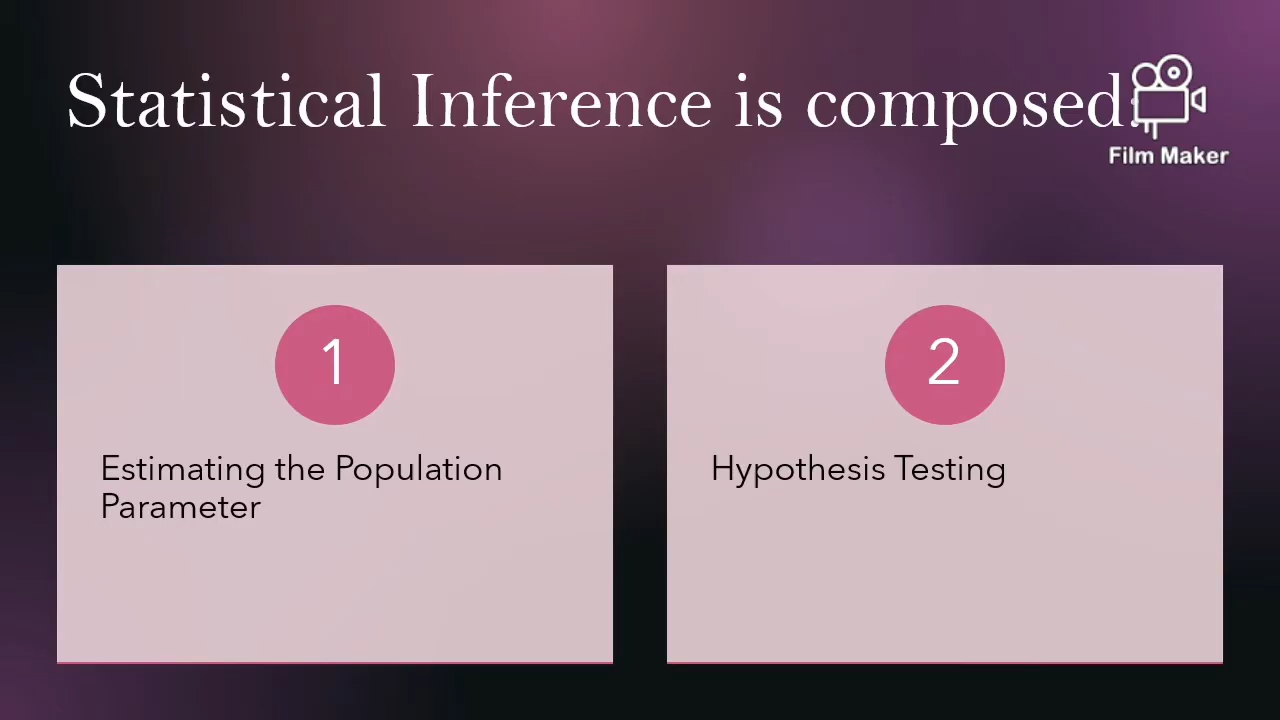 Statistical Inference is composed:
Film Maker
1
Estimating the Population
Parameter
2
Hypothesis Testing